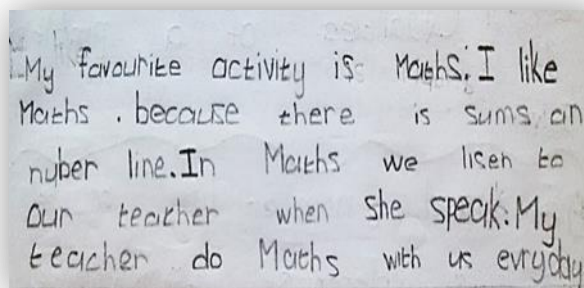 My favourite activity is Maths. I like
Maths . because there is sums on
nuber line. In Maths we lisen to
our teacher when she speak. My
teacher do Maths with us evryday